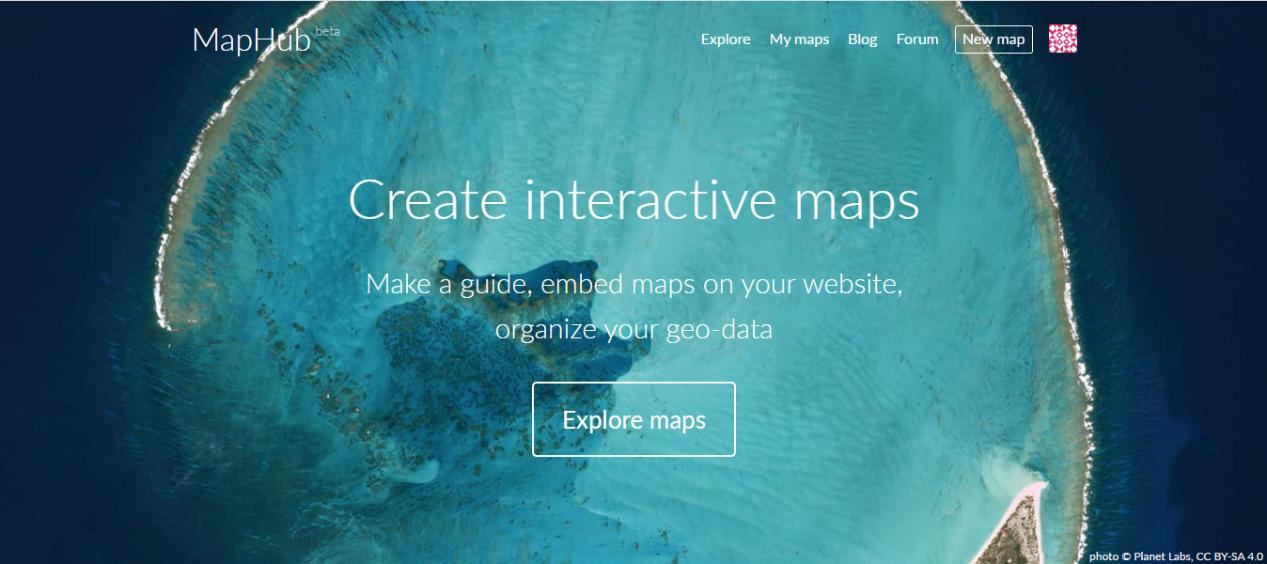 MapHub beta
Explore My maps Blog Forum New map
Create interactive maps
Make a guide, embed maps on your website,
organize your geo-data
Explore maps
photo © Planet Labs, CC BY-SA 4.0